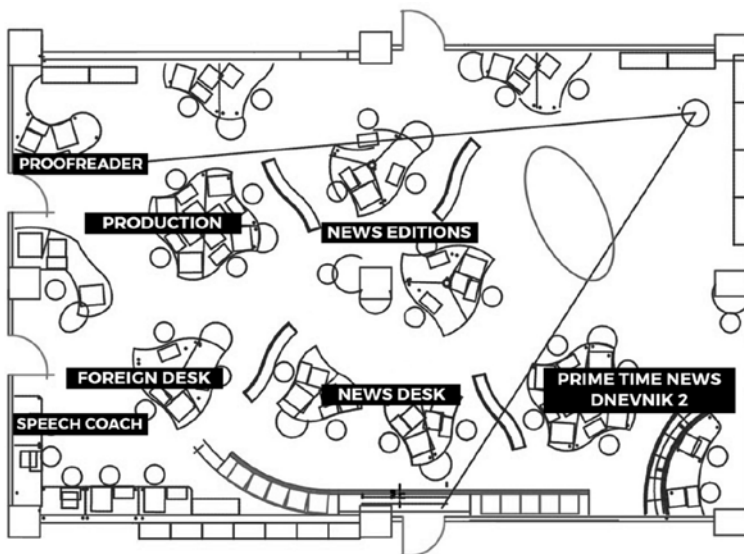 PROOFREADER
PRODUCTION
NEWS EDITIONS
FOREIGN DESK
NEWS DESK
PRIME TIME NEWS
DNEVNIK 2
SPEECH COACH